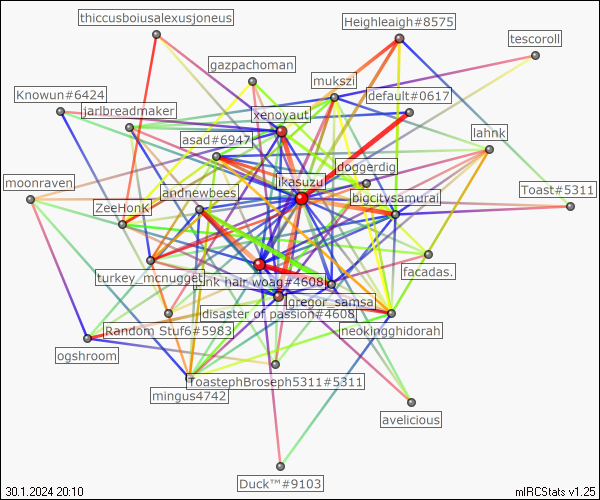 thiccusboiusalexusjoneus
Heighleigh#8575
tescoroll
gazpachoman
mukszi
Knowun#6424
default#0617
jarlbreadmaker
xenoyaut
asad#6947
lahnk
doggerdig
moonraven
ikasuzu
Toast#5311
andnewbees
bigcitysamurai
ZeeHonk
turkey_mcnugget
facadas.
pink hair woag#4608
gregor_samsa
disaster of passion#4608
Random Stuf6#5983
neokingghidorah
ogshroom
ToastephBroseph5311#5311
mingus4742
avelicious
Duck™#9103
30.1.2024 20:10
mIRCStats v1.25